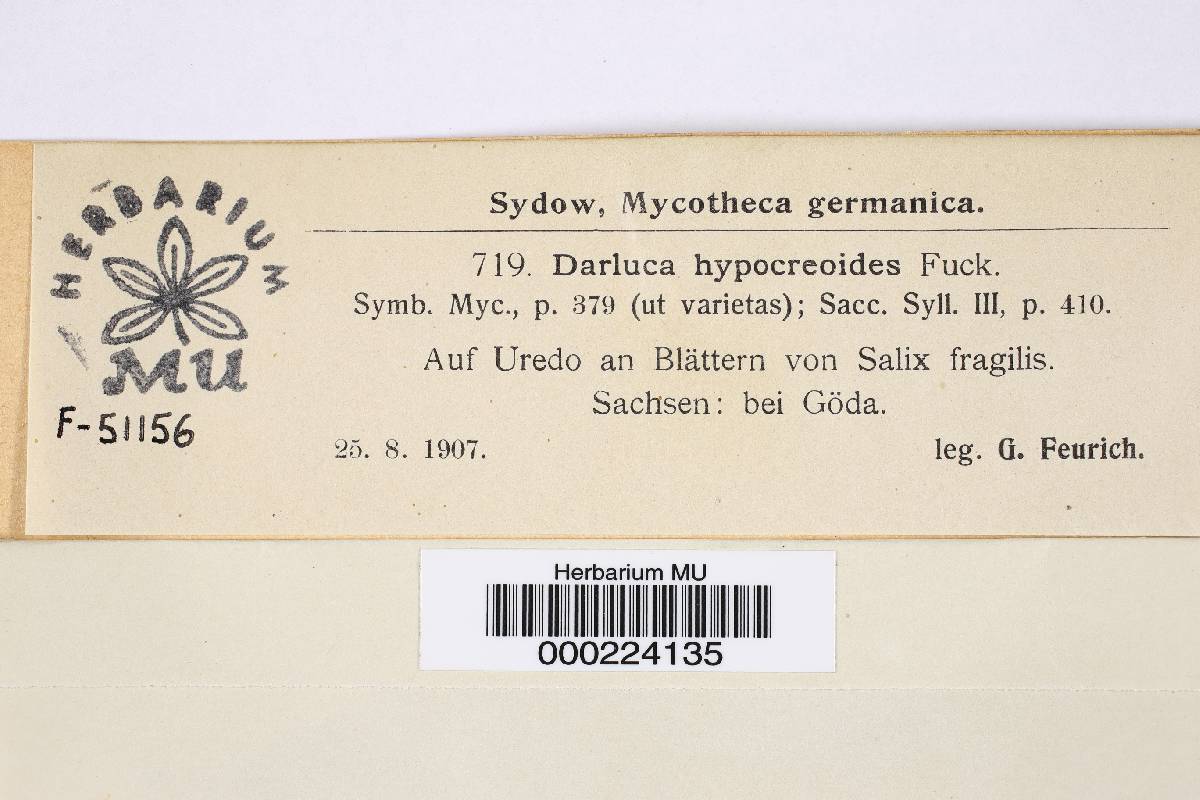 Sydow, Mycotheca germanica.
719. Darluca hypocreoides Fuck.
Symb. Myc., p. 379 (ut varietas); Sacc. Syll. III, p. 410.
Auf Uredo an Blättern von Salix fragilis.
Sachsen: bei Göda.
25. 8. 1907. leg. G. Feurich.
HERBARIUM
MU
F-51156
Herbarium MU
000224135